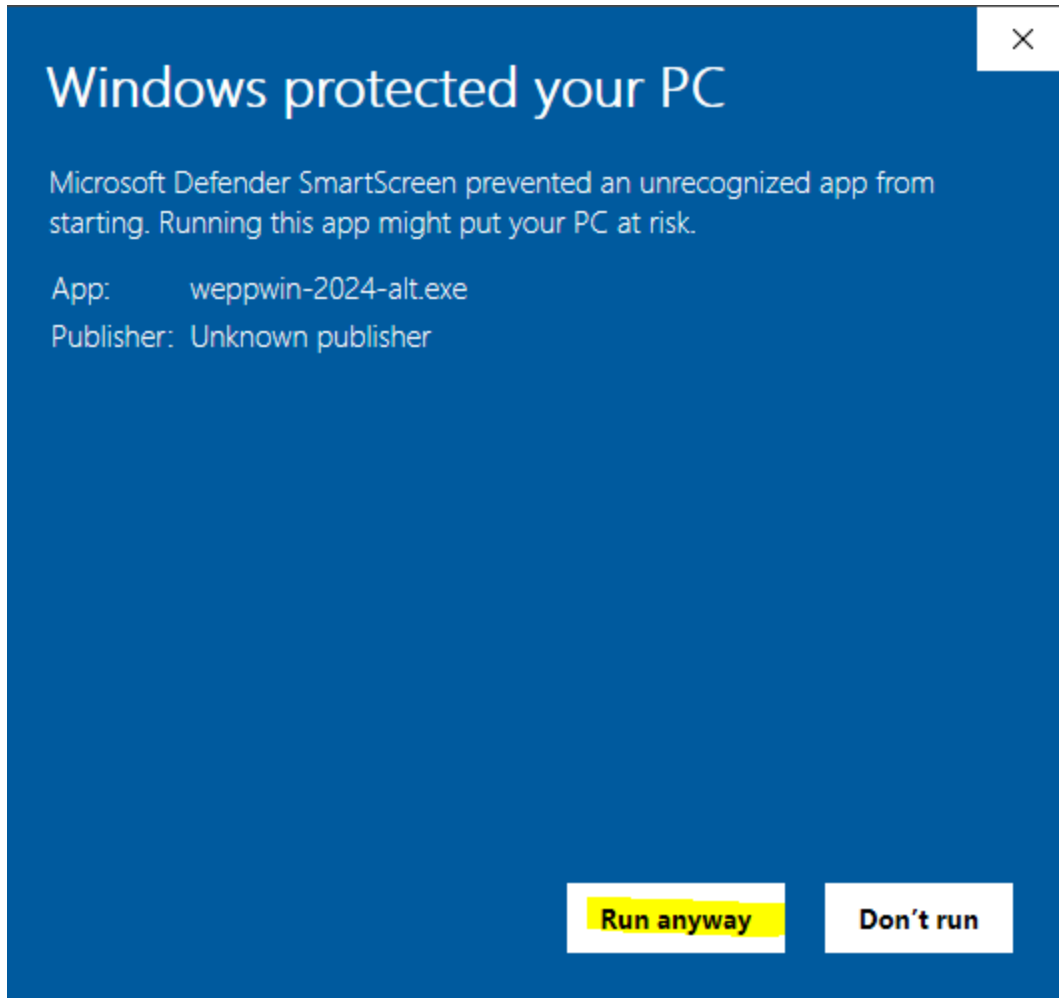 Windows protected your PC
Microsoft Defender SmartScreen prevented an unrecognized app from
starting. Running this app might put your PC at risk.
App: weppwin-2024-alt.exe
Publisher: Unknown publisher
Run anyway Don’t run